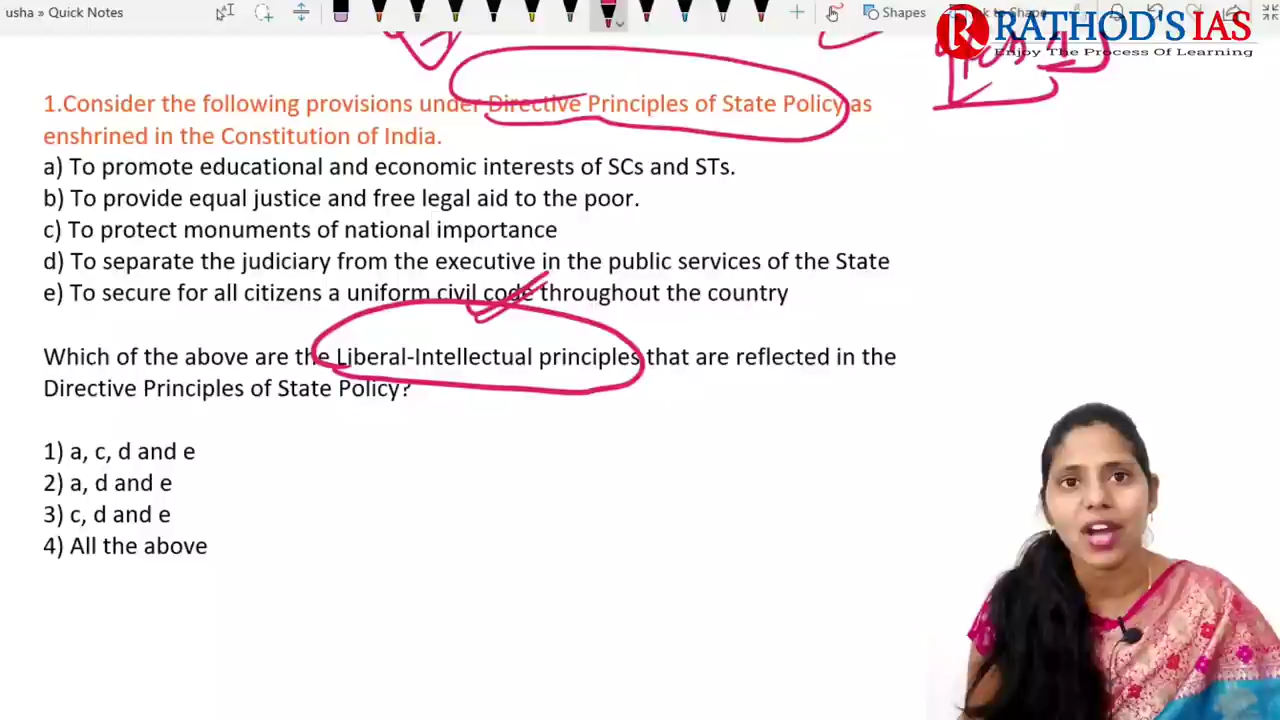 usha » Quick Notes
Shapes
to Shape
RATHOD'S IAS
Enjoy The Process Of Learning
1.Consider the following provisions under Directive Principles of State Policy as
enshrined in the Constitution of India.
a) To promote educational and economic interests of SCs and STs.
b) To provide equal justice and free legal aid to the poor.
c) To protect monuments of national importance
d) To separate the judiciary from the executive in the public services of the State
e) To secure for all citizens a uniform civil code throughout the country
Which of the above are the Liberal-Intellectual principles that are reflected in the
Directive Principles of State Policy?
1) a, c, d and e
2) a, d and e
3) c, d and e
4) All the above